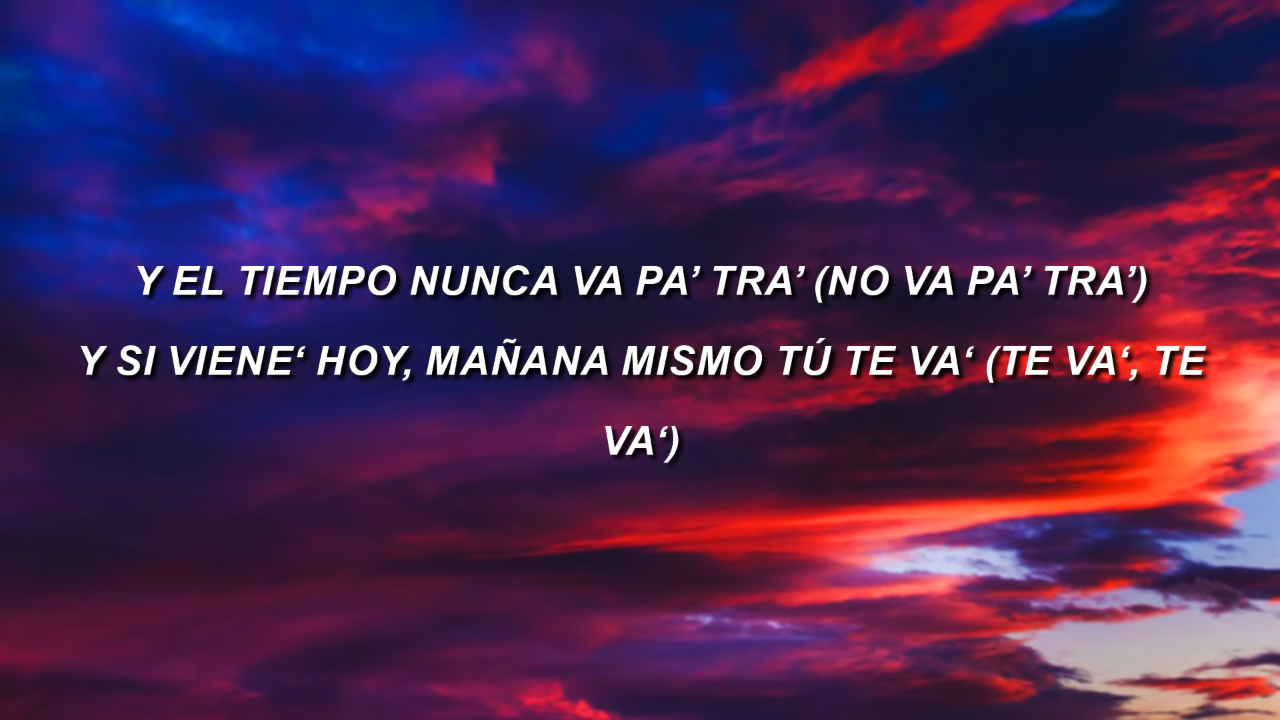 Y EL TIEMPO NUNCA VA PA’ TRA’ (NO VA PA’ TRA’)
Y SI VIENE‘ HOY, MAÑANA MISMO TÚ TE VA‘ (TE VA‘, TE
VA‘)